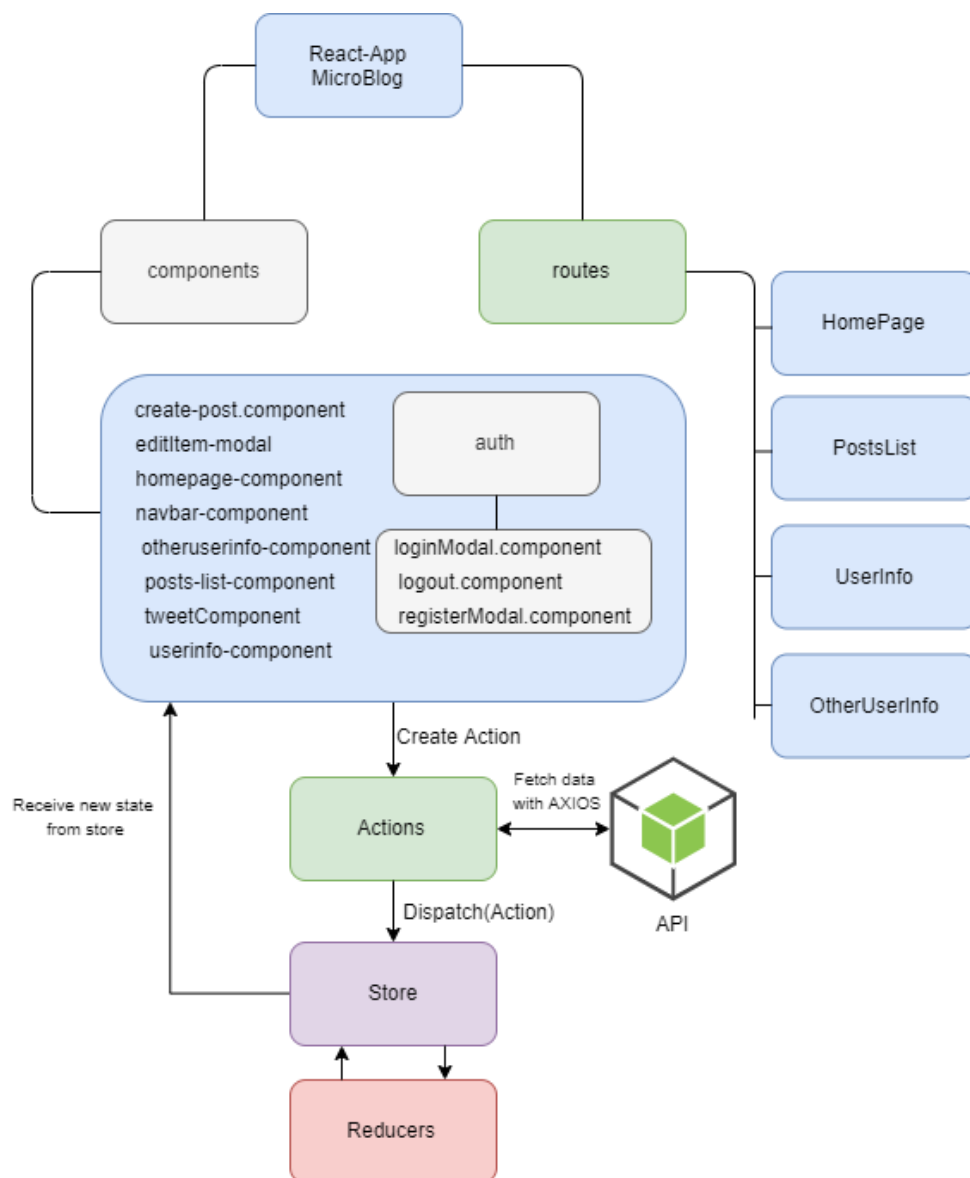 React-App
MicroBlog
components
routes
HomePage
PostsList
UserInfo
OtherUserInfo
create-post.component
editItem-modal
homepage-component
navbar-component
otheruserinfo-component
posts-list-component
tweetComponent
userinfo-component
auth
loginModal.component
logout.component
registerModal.component
Create Action
Receive new state
from store
Actions
Fetch data
with AXIOS
API
Dispatch(Action)
Store
Reducers